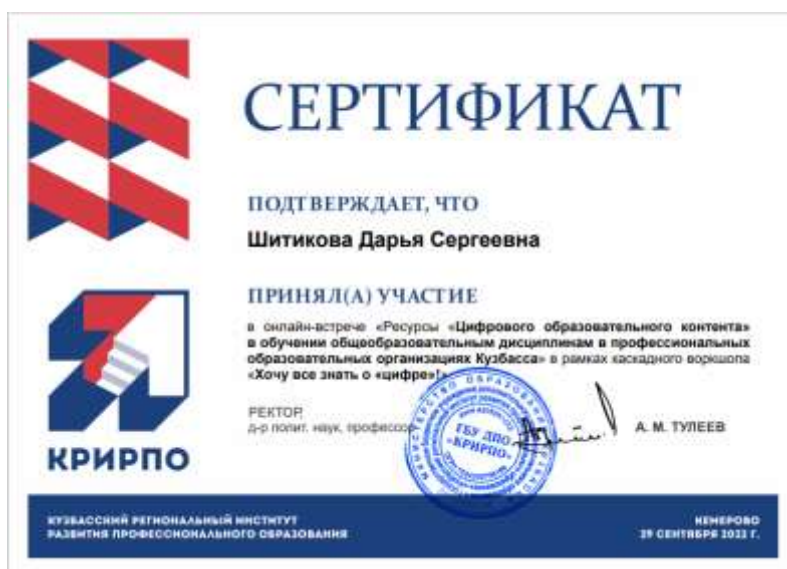 СЕРТИФИКАТ
ПОДТВЕРЖДАЕТ, ЧТО
Шитикова Дарья Сергеевна
ПРИНЯЛ(А) УЧАСТИЕ
в онлайн-встрече «Ресурсы «Цифрового образовательного контента»
в обучении общеобразовательным дисциплинам в профессиональных
образовательных организациях Кузбасса» в рамках каскадного воркшопа
«Хочу все знать о «цифре»!»
РЕКТОР,
д-р полит. наук, профессор
А. М. ТУЛЕЕВ
ГБУ ДПО
«КРИРПО»
КРИРПО
КУЗБАССКИЙ РЕГИОНАЛЬНЫЙ ИНСТИТУТ
РАЗВИТИЯ ПРОФЕССИОНАЛЬНОГО ОБРАЗОВАНИЯ
КЕМЕРОВО
29 СЕНТЯБРЯ 2022 Г.